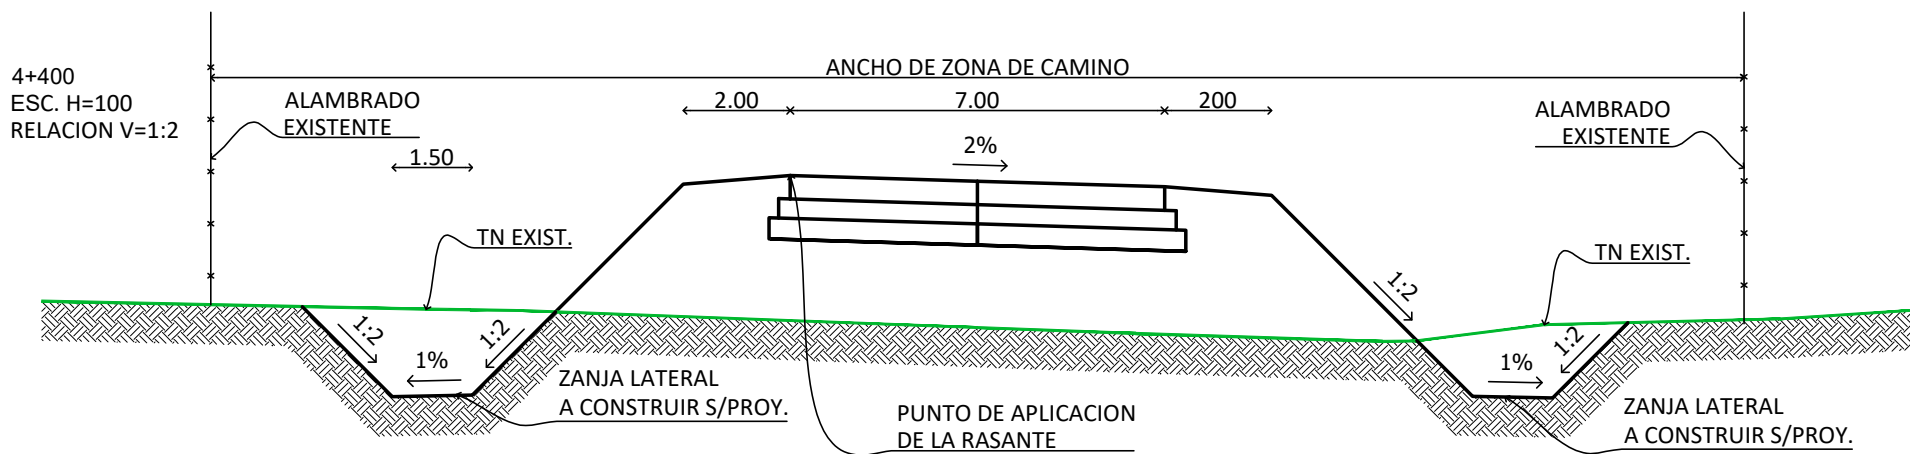 ANCHO DE ZONA DE CAMINO
4+400
ESC. H=100
RELACION V=1:2
ALAMBRADO
EXISTENTE
2.00
7.00
200
ALAMBRADO
EXISTENTE
1.50
2%
TN EXIST.
TN EXIST.
1:2
1:2
1:2
1:2
1%
1%
ZANJA LATERAL
A CONSTRUIR S/PROY.
PUNTO DE APLICACION
DE LA RASANTE
ZANJA LATERAL
A CONSTRUIR S/PROY.